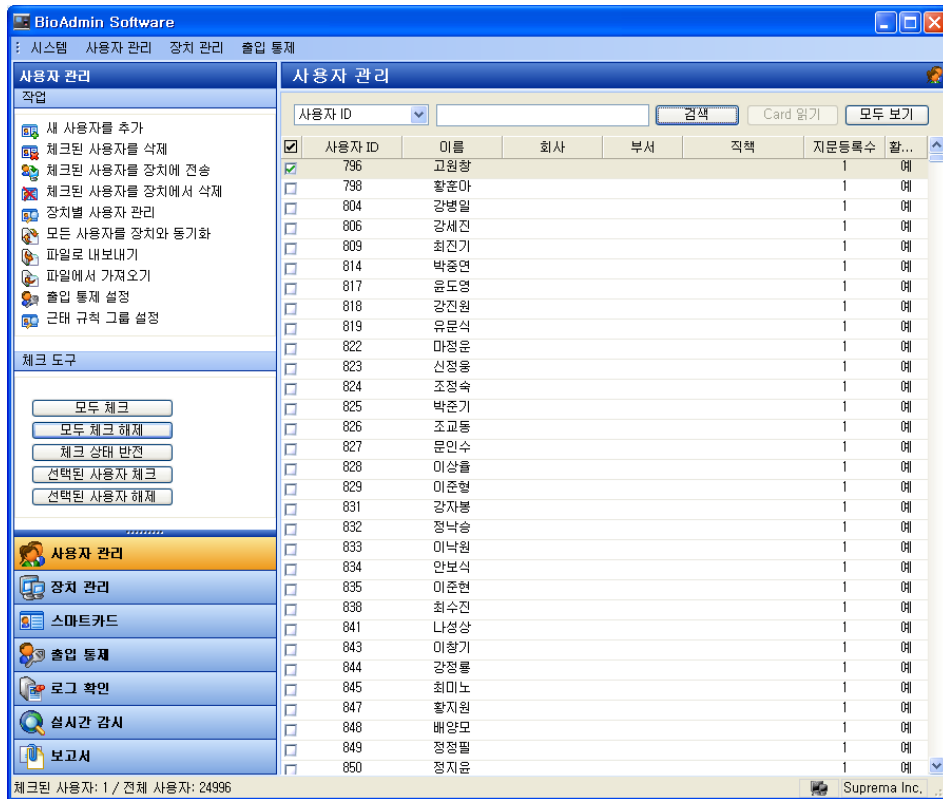 BioAdmin Software
시스템 사용자 관리 장치 관리 출입 통제
사용자 관리
작업
새 사용자를 추가
체크된 사용자를 삭제
체크된 사용자를 장치에 전송
체크된 사용자를 장치에서 삭제
장치별 사용자 관리
모든 사용자를 장치와 동기화
파일로 내보내기
파일에서 가져오기
출입 통제 설정
근태 규칙 그룹 설정
체크 도구
모두 체크
모두 체크 해제
체크 상태 반전
선택된 사용자 체크
선택된 사용자 해제
사용자 관리
장치 관리
스마트카드
출입 통제
로그 확인
실시간 감시
보고서
사용자 관리
사용자 ID 검색 Card 읽기 모두 보기
사용자 ID 이름 회사 부서 직책 지문등록수 활...
796 고원창 1 예
798 황훈아 1 예
804 강병일 1 예
806 강세진 1 예
809 최진기 1 예
814 박중연 1 예
817 윤도영 1 예
818 강진원 1 예
819 유문식 1 예
822 마정운 1 예
823 신정웅 1 예
824 조정숙 1 예
825 박준기 1 예
826 조교동 1 예
827 문인수 1 예
828 이상율 1 예
829 이준형 1 예
831 강자봉 1 예
832 정낙승 1 예
833 이낙원 1 예
834 안보식 1 예
835 이준현 1 예
838 최수진 1 예
841 나성상 1 예
843 이창기 1 예
844 강정룡 1 예
845 최미노 1 예
847 황지원 1 예
848 배양모 1 예
849 정정필 1 예
850 정지윤 1 예
체크된 사용자: 1 / 전체 사용자: 24996 Suprema Inc.